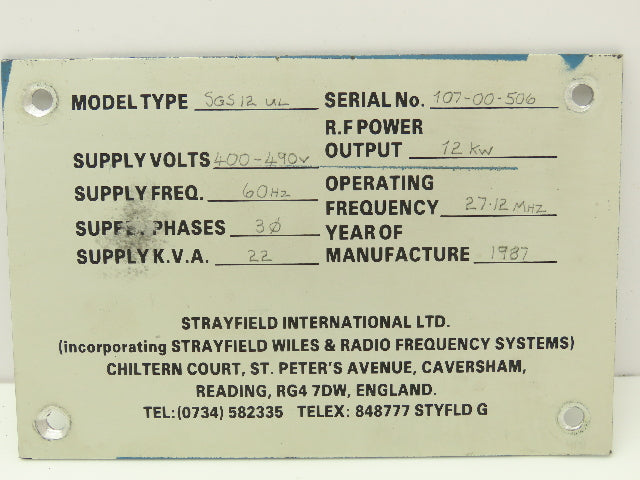 MODEL TYPE SGS12 UL SERIAL No. 107-00-506
R.F POWER
SUPPLY VOLTS 400-490V OUTPUT 12 KW
SUPPLY FREQ. 60Hz OPERATING
FREQUENCY 27.12 MHZ
SUPPLY PHASES 3Ø YEAR OF
SUPPLY K.V.A. 22 MANUFACTURE 1987
STRAYFIELD INTERNATIONAL LTD.
(incorporating STRAYFIELD WILES & RADIO FREQUENCY SYSTEMS)
CHILTERN COURT, ST. PETER'S AVENUE, CAVERSHAM,
READING, RG4 7DW, ENGLAND.
TEL:(0734) 582335 TELEX: 848777 STYFLD G